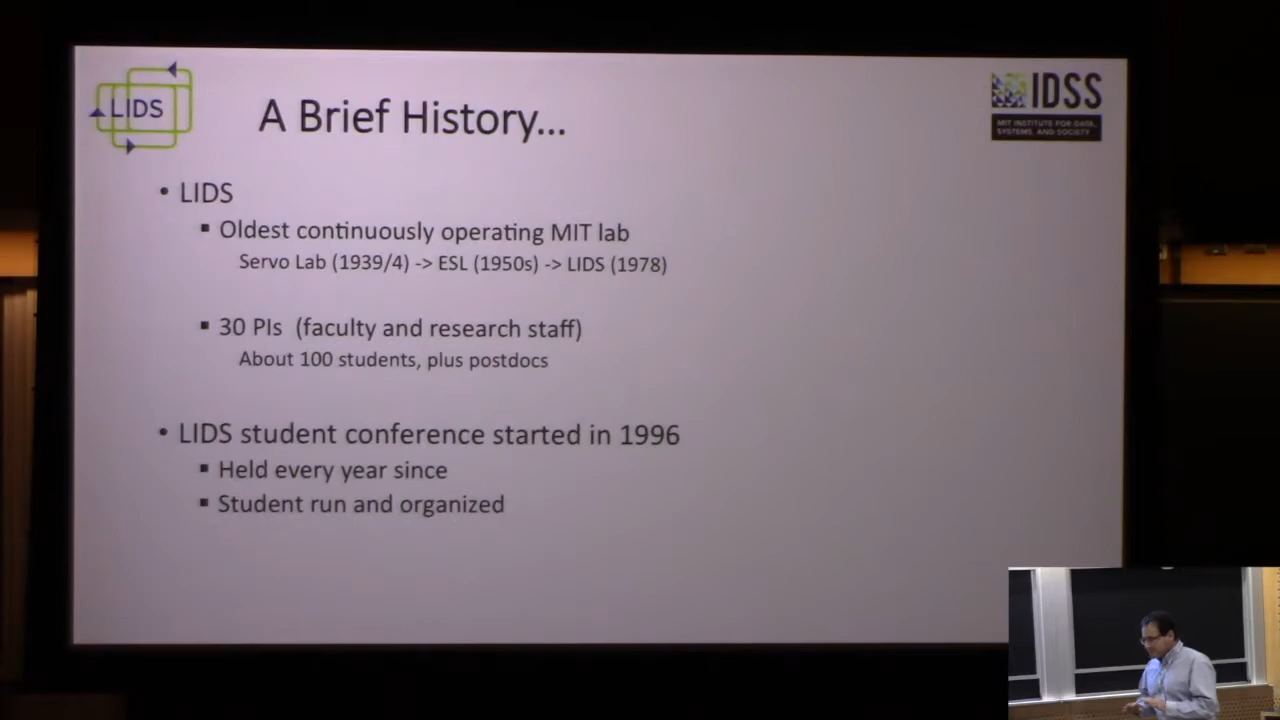 LIDS
A Brief History...
IDSS
MIT INSTITUTE FOR DATA,
SYSTEMS, AND SOCIETY
• LIDS
▪ Oldest continuously operating MIT lab
Servo Lab (1939/4) -> ESL (1950s) -> LIDS (1978)
▪ 30 PIs (faculty and research staff)
About 100 students, plus postdocs
• LIDS student conference started in 1996
▪ Held every year since
▪ Student run and organized